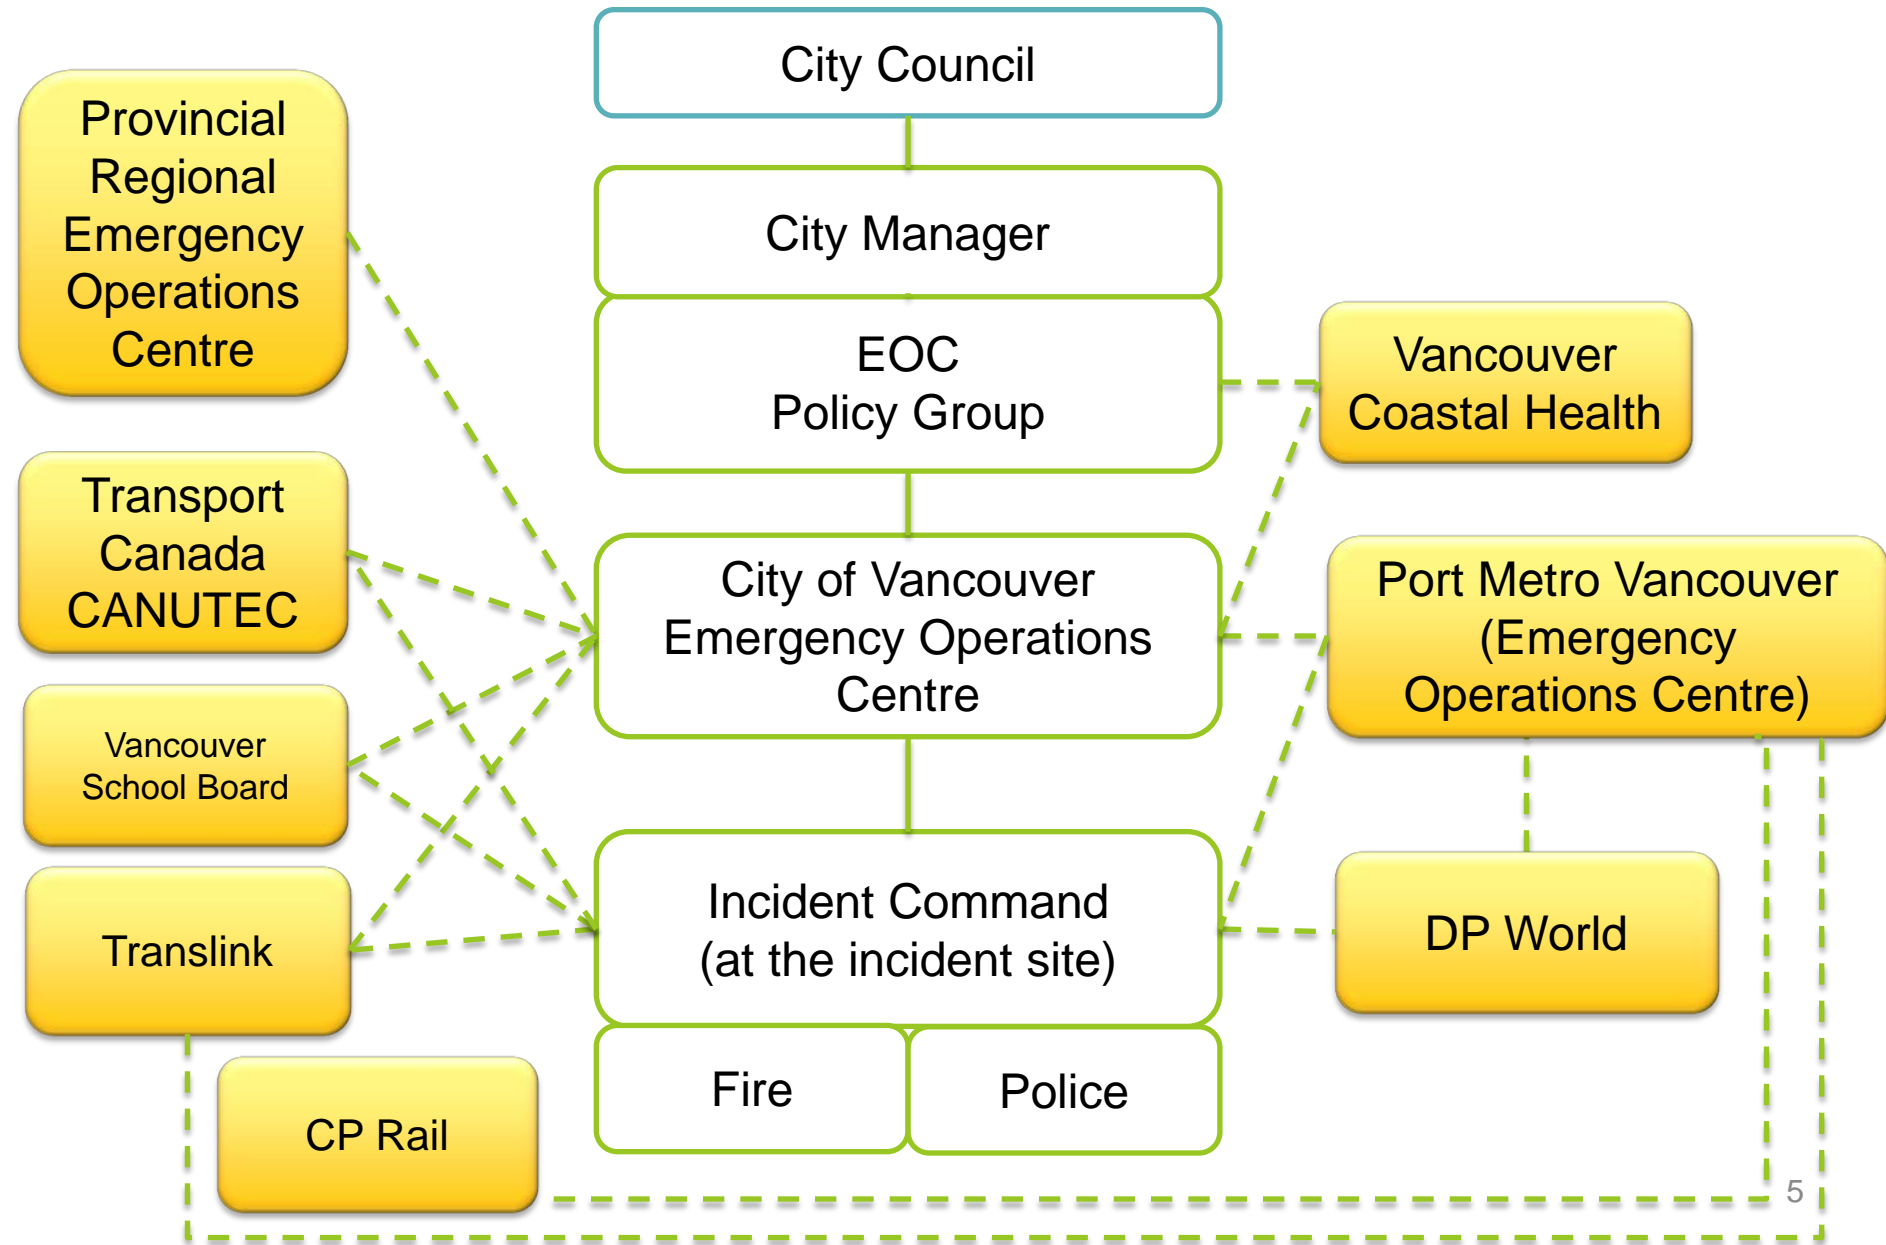 City Council
Provincial
Regional
Emergency
Operations
Centre
City Manager
EOC
Policy Group
Vancouver
Coastal Health
Transport
Canada
CANUTEC
City of Vancouver
Emergency Operations
Centre
Port Metro Vancouver
(Emergency
Operations Centre)
Vancouver
School Board
Translink
Incident Command
(at the incident site)
DP World
Fire
Police
CP Rail
5